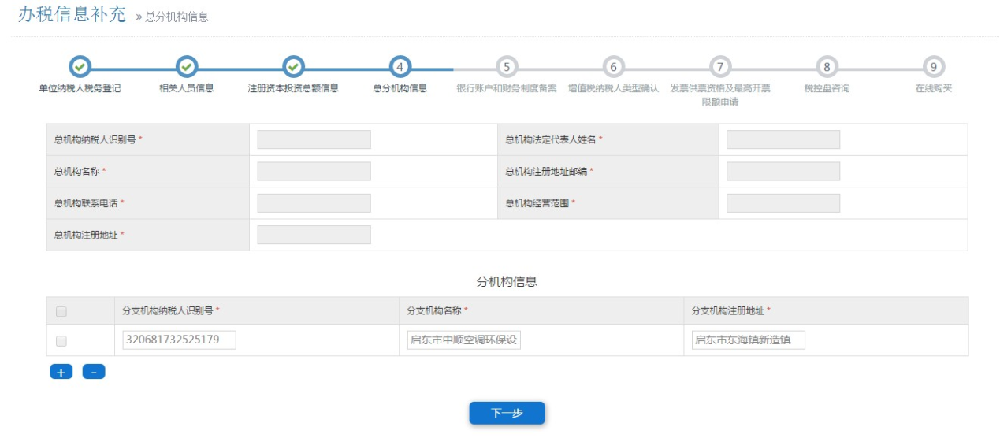 办税信息补充 » 总分机构信息
4 5 6 7 8 9
单位纳税人税务登记 相关人员信息 注册资本投资总额信息 总分机构信息 银行账户和财务制度备案 增值税纳税人类型确认 发票供票资格及最高开票 税控盘咨询 在线购买
限额申请
总机构纳税人识别号 * 总机构法定代表人姓名 *
总机构名称 * 总机构注册地址邮编 *
总机构联系电话 * 总机构经营范围 *
总机构注册地址 *
分机构信息
分支机构纳税人识别号 * 分支机构名称 * 分支机构注册地址 *
320681732525179 启东市中顺空调环保设 启东市东海镇新造镇
+ -
下一步